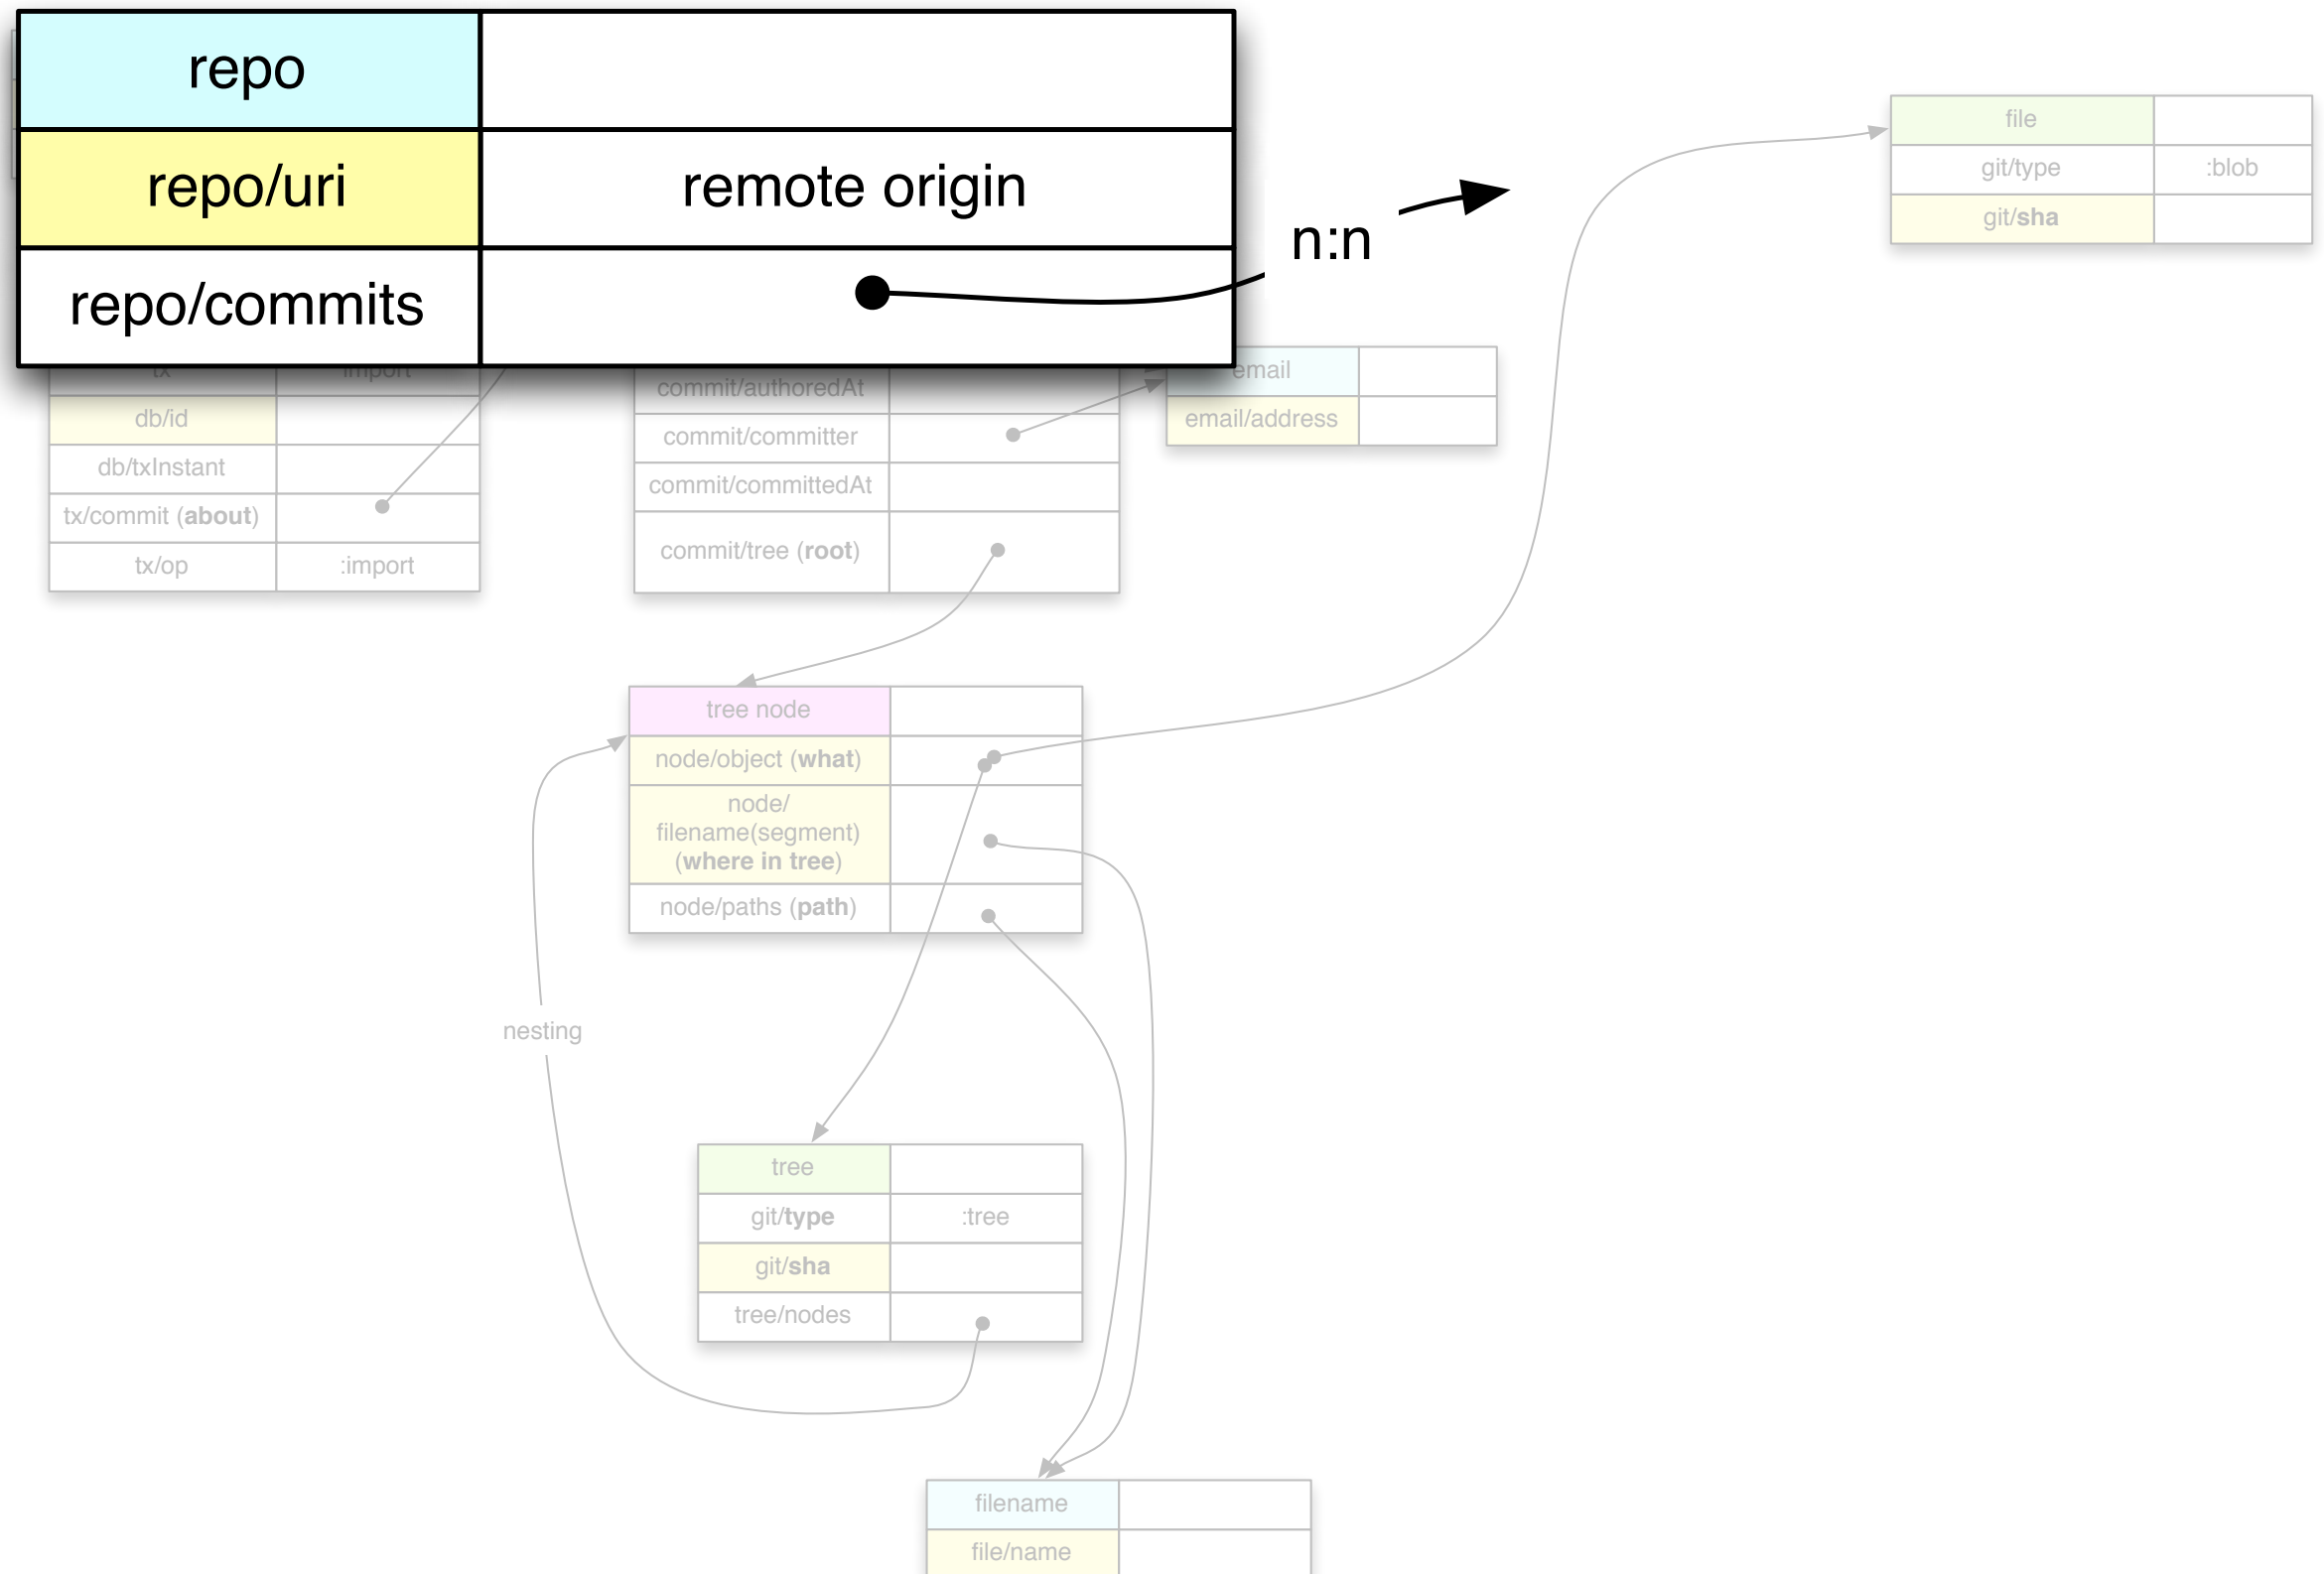 repo
repo/uri
remote origin
repo/commits
n:n
file
git/type
:blob
git/sha
tx
import
db/id
db/txInstant
tx/commit (about)
tx/op
:import
commit/authoredAt
commit/committer
commit/committedAt
commit/tree (root)
email
email/address
tree node
node/object (what)
node/
filename(segment)
(where in tree)
node/paths (path)
nesting
tree
git/type
:tree
git/sha
tree/nodes
filename
file/name